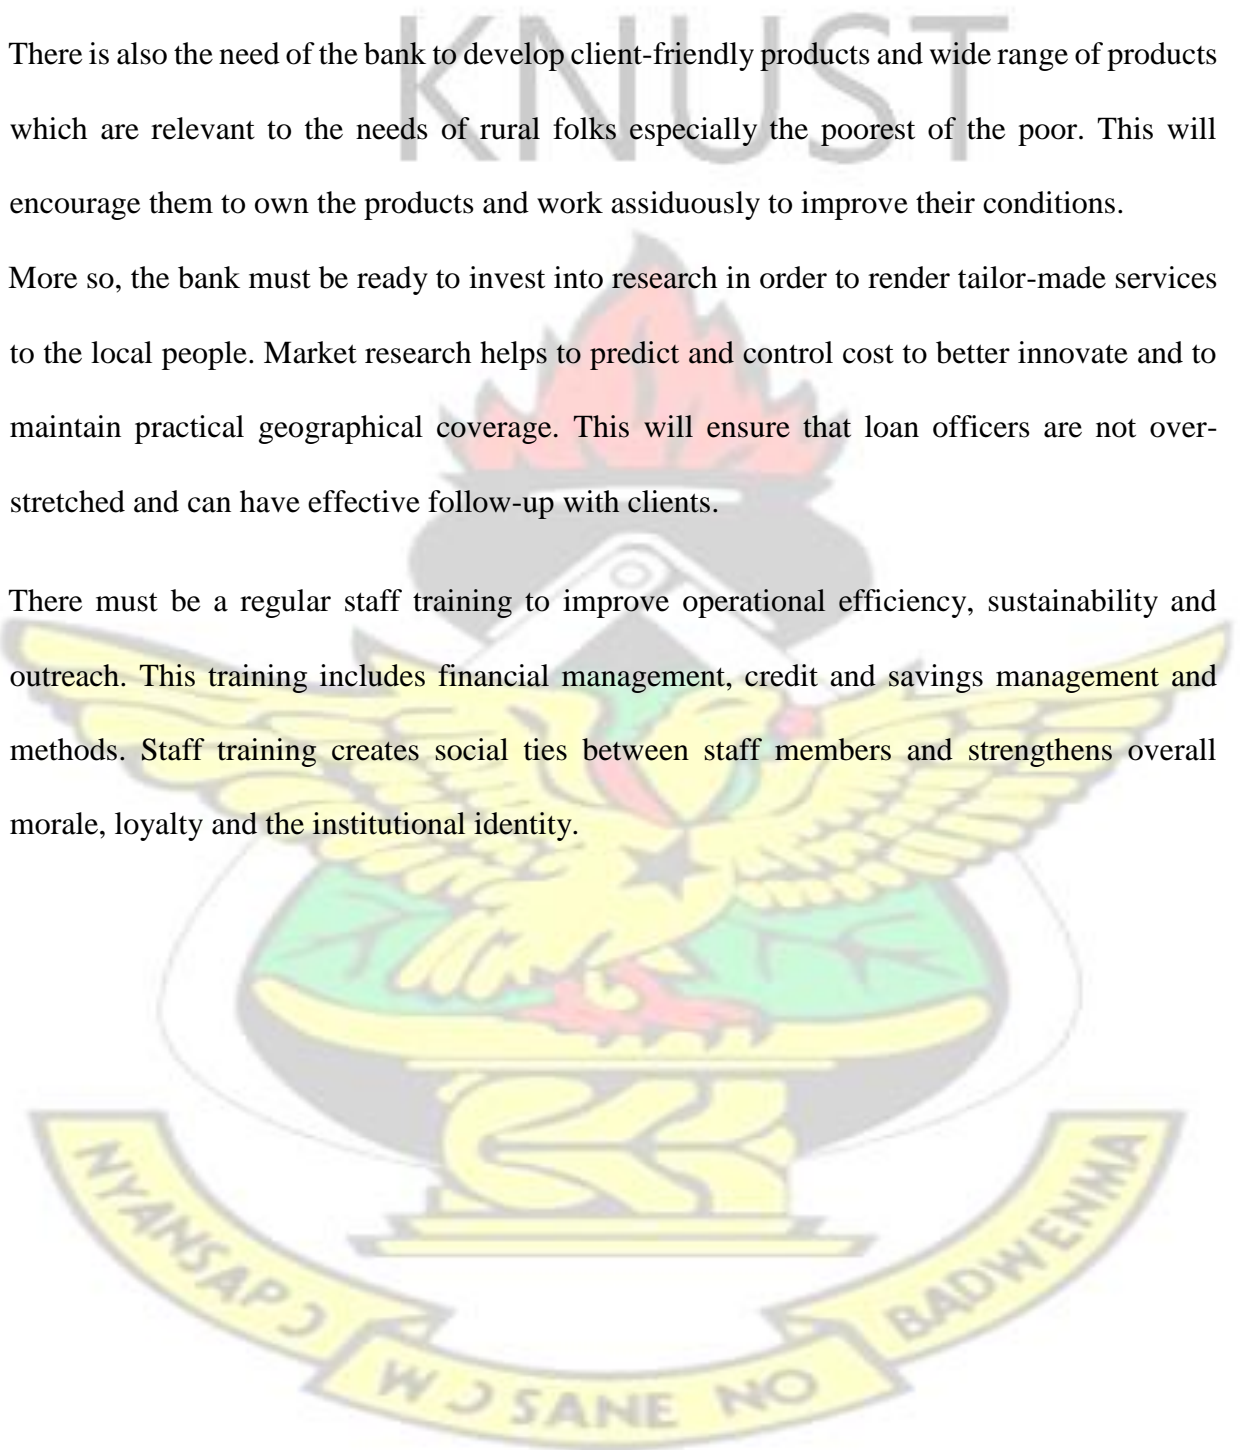 KNUST
There is also the need of the bank to develop client-friendly products and wide range of products
which are relevant to the needs of rural folks especially the poorest of the poor. This will
encourage them to own the products and work assiduously to improve their conditions.
More so, the bank must be ready to invest into research in order to render tailor-made services
to the local people. Market research helps to predict and control cost to better innovate and to
maintain practical geographical coverage. This will ensure that loan officers are not over-
stretched and can have effective follow-up with clients.
There must be a regular staff training to improve operational efficiency, sustainability and
outreach. This training includes financial management, credit and savings management and
methods. Staff training creates social ties between staff members and strengthens overall
morale, loyalty and the institutional identity.
NYANSAPƆ WƆSANE NO BADWENMA